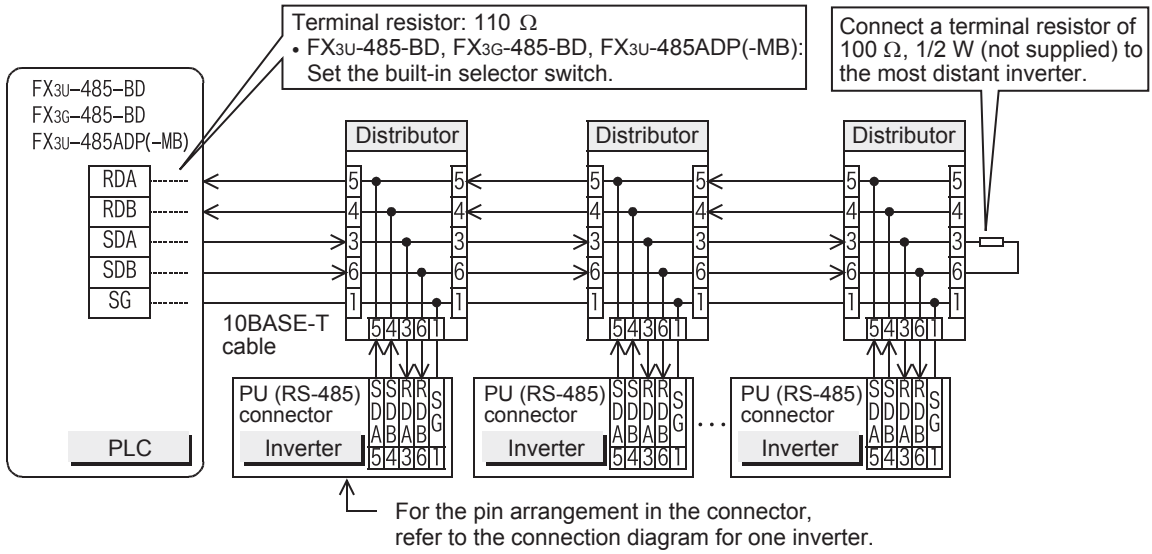 Terminal resistor: 110 Ω
• FX3U-485-BD, FX3G-485-BD, FX3U-485ADP(-MB):
Set the built-in selector switch.
Connect a terminal resistor of
100 Ω, 1/2 W (not supplied) to
the most distant inverter.
FX3U-485-BD
FX3G-485-BD
FX3U-485ADP(-MB)
RDA
RDB
SDA
SDB
SG
PLC
10BASE-T
cable
Distributor
5 5
4 4
3 3
6 6
1 1
5 4 3 6 1
Distributor
5 5
4 4
3 3
6 6
1 1
5 4 3 6 1
Distributor
5 5
4 4
3 3
6 6
1 1
5 4 3 6 1
PU (RS-485)
connector
Inverter
SDA SDB RDA RDB SG
5 4 3 6 1
PU (RS-485)
connector
Inverter
SDA SDB RDA RDB SG
5 4 3 6 1
...
PU (RS-485)
connector
Inverter
SDA SDB RDA RDB SG
5 4 3 6 1
For the pin arrangement in the connector,
refer to the connection diagram for one inverter.